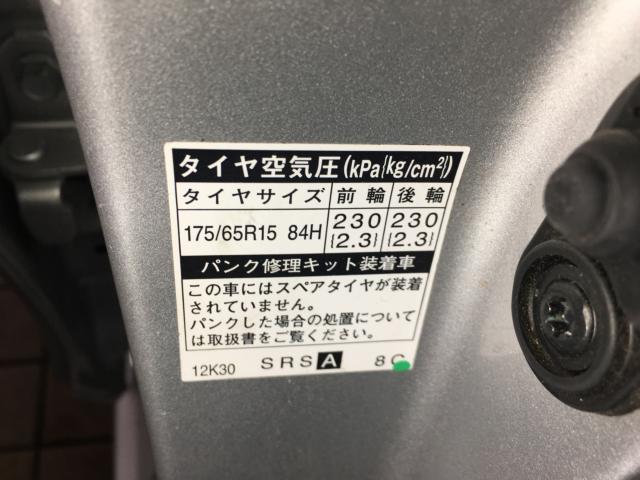 タイヤ空気圧(kPa{kg/cm²})
タイヤサイズ 前輪 後輪
175/65R15 84H 230 230
{2.3} {2.3}
パンク修理キット装着車
この車にはスペアタイヤが装着
されていません。
パンクした場合の処置について
は取扱書をご覧ください。
12K30 SRS A 8C